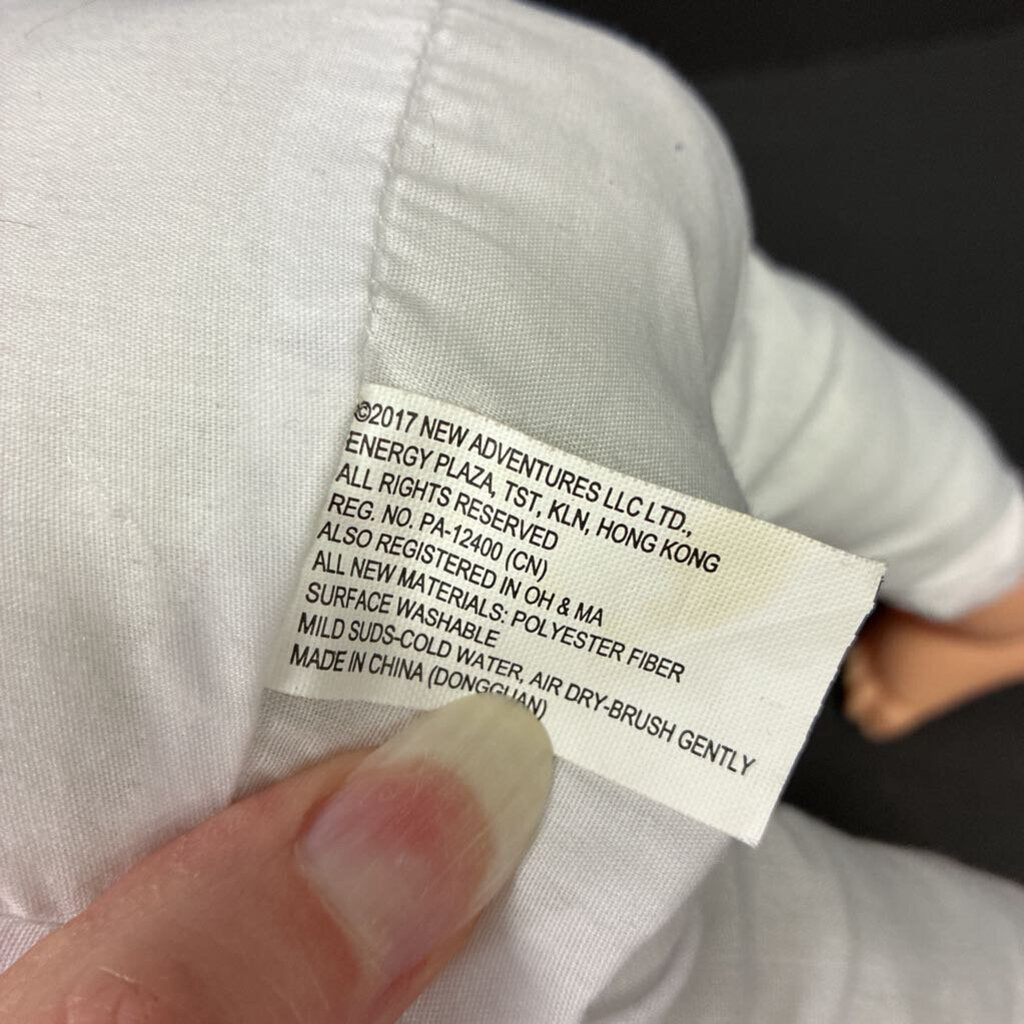 ©2017 NEW ADVENTURES LLC LTD.,
ENERGY PLAZA, TST, KLN, HONG KONG
ALL RIGHTS RESERVED
REG. NO. PA-12400 (CN)
ALSO REGISTERED IN OH & MA
ALL NEW MATERIALS: POLYESTER FIBER
SURFACE WASHABLE
MILD SUDS-COLD WATER, AIR DRY-BRUSH GENTLY
MADE IN CHINA (DONGGUAN)